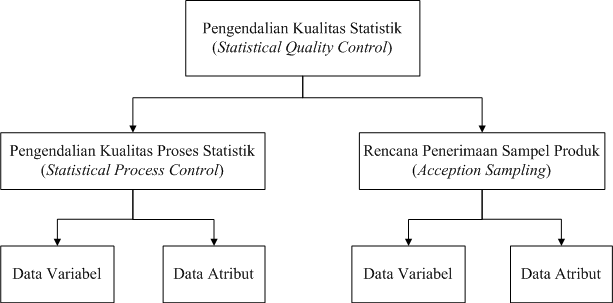 Pengendalian Kualitas Statistik
(Statistical Quality Control)
Pengendalian Kualitas Proses Statistik
(Statistical Process Control)
Rencana Penerimaan Sampel Produk
(Acception Sampling)
Data Variabel
Data Atribut
Data Variabel
Data Atribut